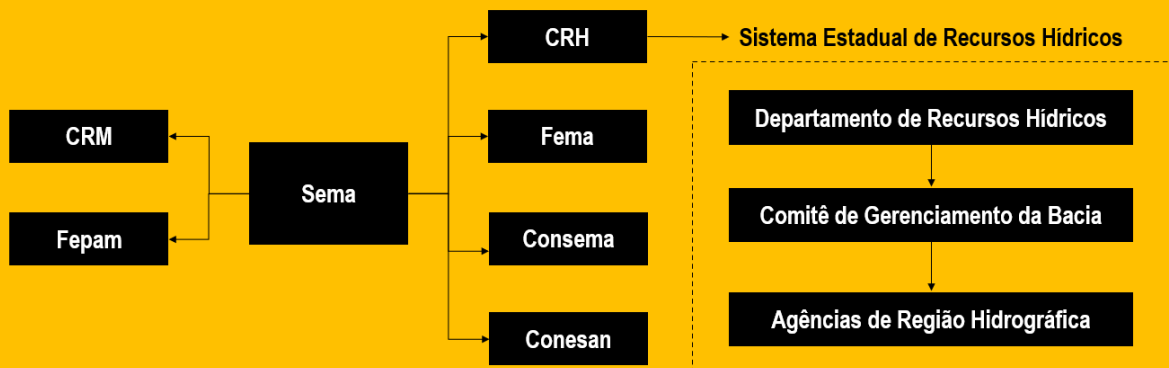 CRH
Sistema Estadual de Recursos Hídricos
CRM
Fepam
Sema
Fema
Consema
Conesan
Departamento de Recursos Hídricos
Comitê de Gerenciamento da Bacia
Agências de Região Hidrográfica